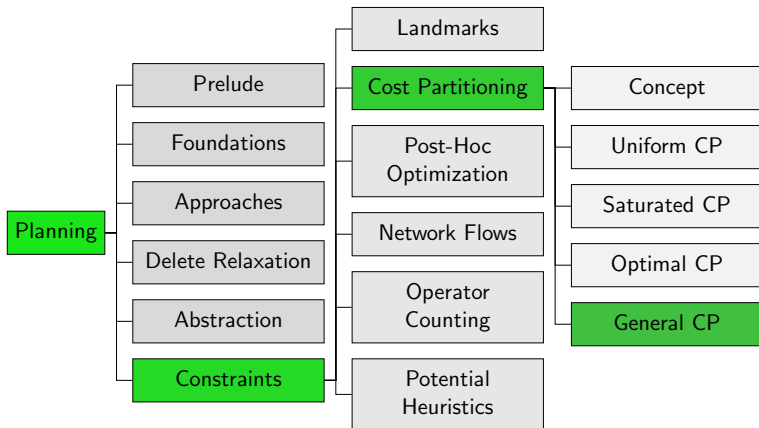 Planning
Prelude
Foundations
Approaches
Delete Relaxation
Abstraction
Constraints
Landmarks
Cost Partitioning
Post-Hoc
Optimization
Network Flows
Operator
Counting
Potential
Heuristics
Concept
Uniform CP
Saturated CP
Optimal CP
General CP